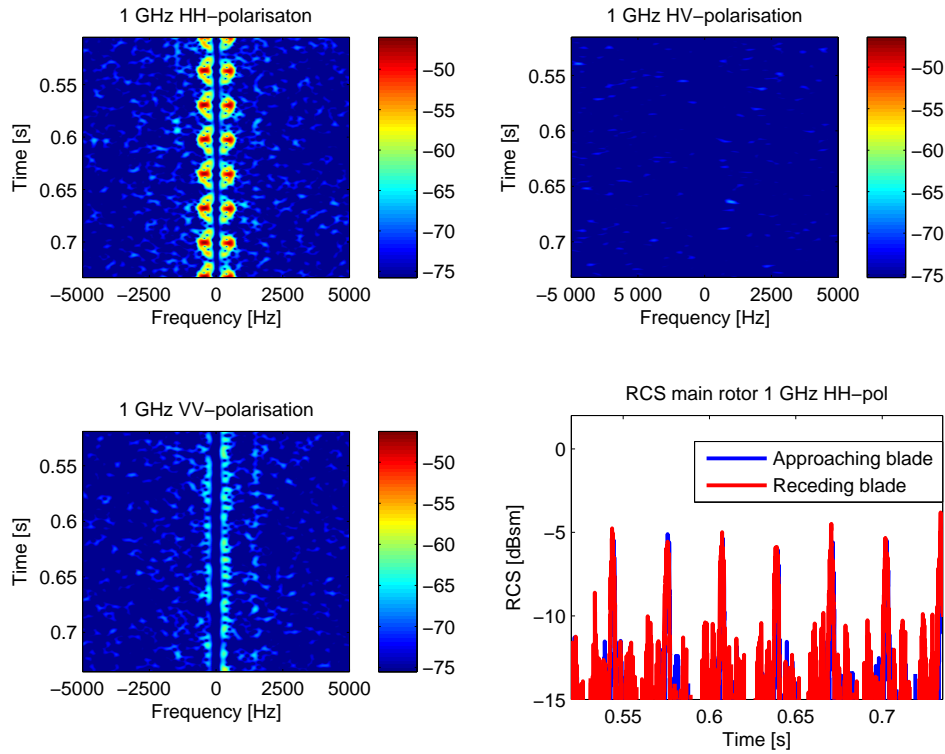 1 GHz HH−polarisaton
Time [s]
0.55
0.6
0.65
0.7
−5000 −2500 0 2500 5000
Frequency [Hz]
−50
−55
−60
−65
−70
−75
1 GHz HV−polarisation
Time [s]
0.55
0.6
0.65
0.7
−5 000 5 000 0 2500 5000
Frequency [Hz]
−50
−55
−60
−65
−70
−75
1 GHz VV−polarisation
Time [s]
0.55
0.6
0.65
0.7
−5000 −2500 0 2500 5000
Frequency [Hz]
−50
−55
−60
−65
−70
−75
RCS main rotor 1 GHz HH−pol
RCS [dBsm]
0
−5
−10
−15
Approaching blade
Receding blade
0.55 0.6 0.65 0.7
Time [s]